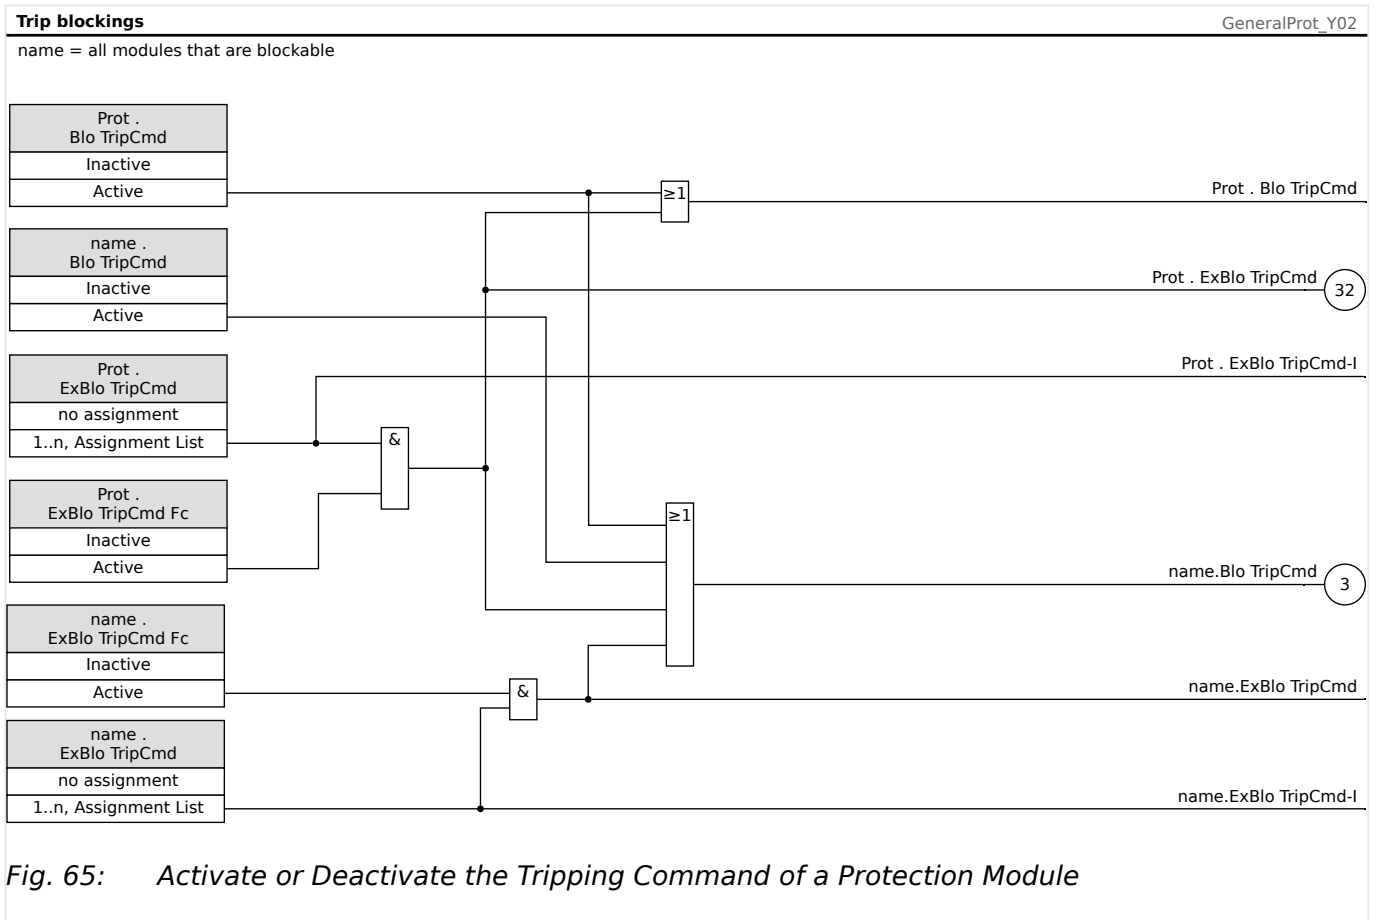 Trip blockings
GeneralProt_Y02
name = all modules that are blockable
Prot .
Blo TripCmd
Inactive
Active
≥1
Prot . Blo TripCmd
name .
Blo TripCmd
Inactive
Active
Prot . ExBlo TripCmd
32
Prot .
ExBlo TripCmd
no assignment
1..n, Assignment List
Prot . ExBlo TripCmd-I
&
Prot .
ExBlo TripCmd Fc
Inactive
Active
≥1
name.Blo TripCmd
3
name .
ExBlo TripCmd Fc
Inactive
Active
&
name.ExBlo TripCmd
name .
ExBlo TripCmd
no assignment
1..n, Assignment List
name.ExBlo TripCmd-I
Fig. 65: Activate or Deactivate the Tripping Command of a Protection Module